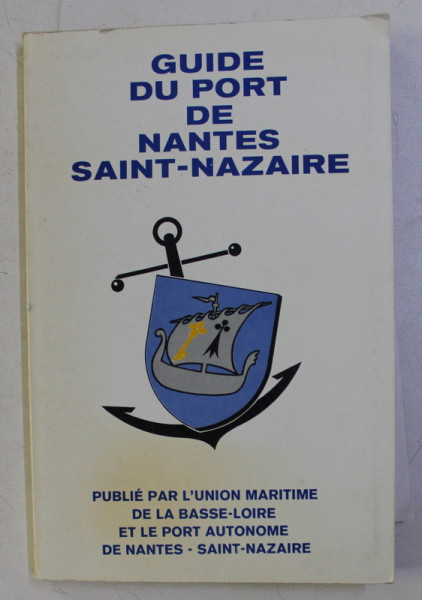 GUIDE
DU PORT
DE
NANTES
SAINT-NAZAIRE
PUBLIÉ PAR L'UNION MARITIME
DE LA BASSE-LOIRE
ET LE PORT AUTONOME
DE NANTES - SAINT-NAZAIRE